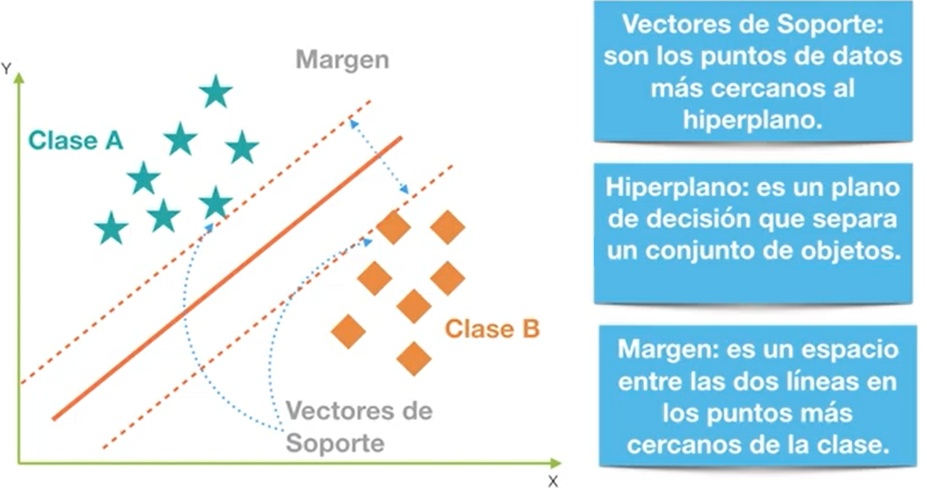 Y
Margen
Clase A
Clase B
Vectores de
Soporte
X
Vectores de Soporte:
son los puntos de datos
más cercanos al
hiperplano.
Hiperplano: es un plano
de decisión que separa
un conjunto de objetos.
Margen: es un espacio
entre las dos líneas en
los puntos más
cercanos de la clase.